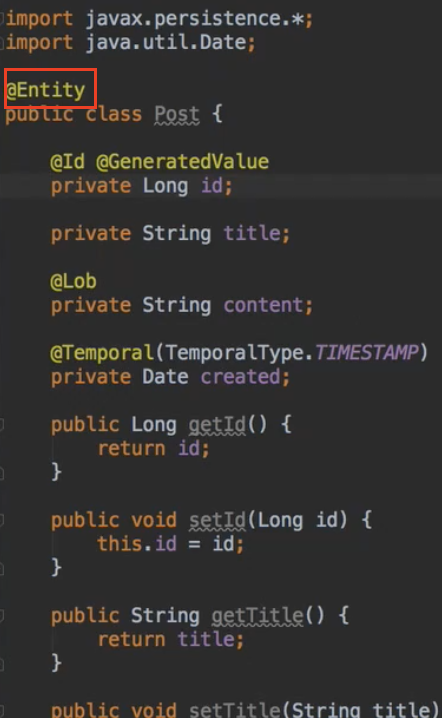 import javax.persistence.*;
import java.util.Date;
@Entity
public class Post {
@Id @GeneratedValue
private Long id;
private String title;
@Lob
private String content;
@Temporal(TemporalType.TIMESTAMP)
private Date created;
public Long getId() {
return id;
}
public void setId(Long id) {
this.id = id;
}
public String getTitle() {
return title;
}
public void setTitle(String title)